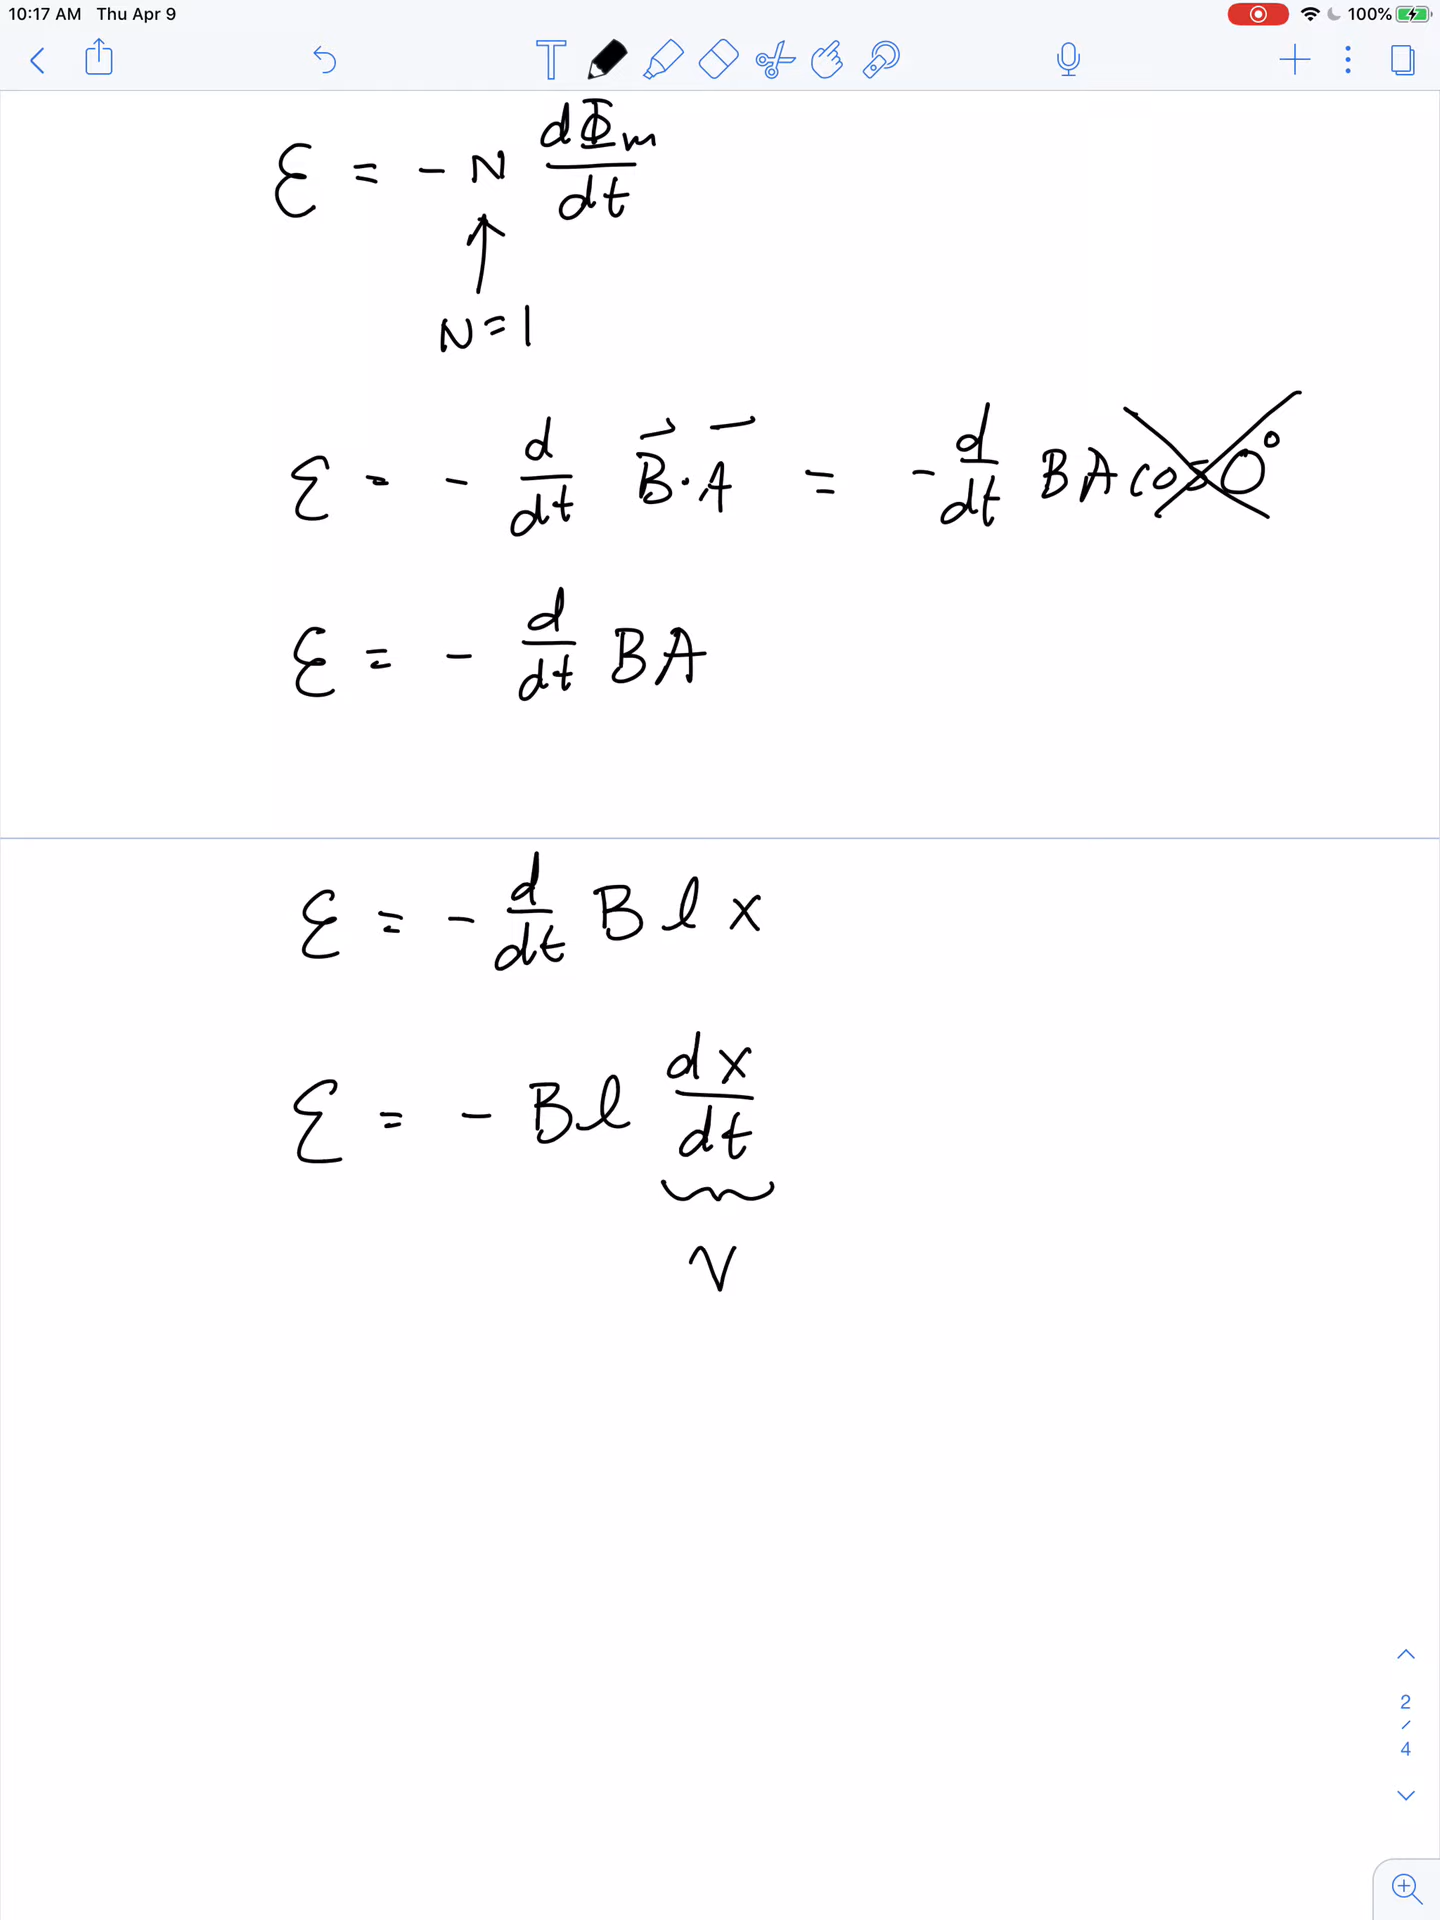 10:17 AM Thu Apr 9 100%
T
ℰ = - N dΦm/dt
N=1
ℰ = - d/dt B⃗·A⃗ = - d/dt BA cos 0°
ℰ = - d/dt BA
ℰ = - d/dt B l x
ℰ = - Bl dx/dt
v
2
/
4